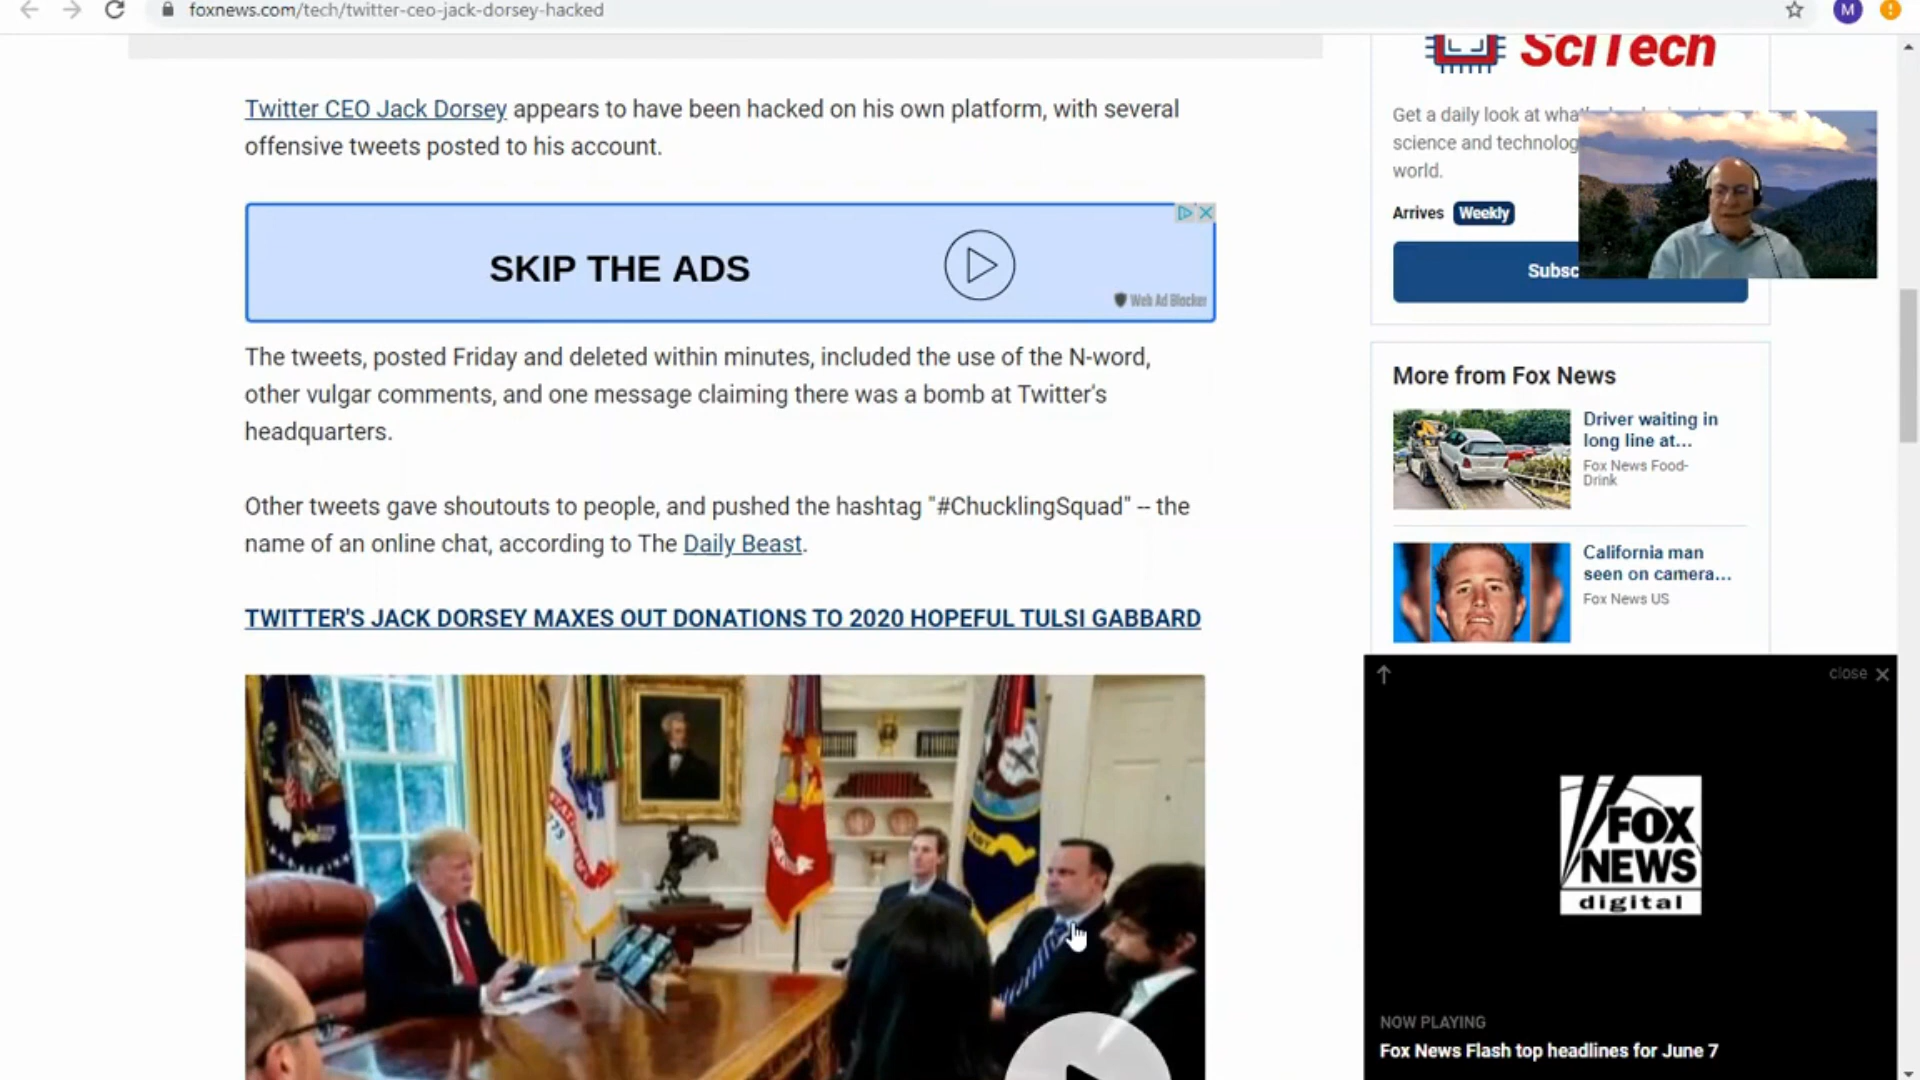 foxnews.com/tech/twitter-ceo-jack-dorsey-hacked
M
Twitter CEO Jack Dorsey appears to have been hacked on his own platform, with several
offensive tweets posted to his account.
SKIP THE ADS
Web Ad Blocker
The tweets, posted Friday and deleted within minutes, included the use of the N-word,
other vulgar comments, and one message claiming there was a bomb at Twitter's
headquarters.
Other tweets gave shoutouts to people, and pushed the hashtag "#ChucklingSquad" -- the
name of an online chat, according to The Daily Beast.
TWITTER'S JACK DORSEY MAXES OUT DONATIONS TO 2020 HOPEFUL TULSI GABBARD
SciTech
Get a daily look at what'
science and technolog
world.
Arrives Weekly
Subsc
More from Fox News
Driver waiting in
long line at...
Fox News Food-
Drink
California man
seen on camera...
Fox News US
close
FOX
NEWS
digital
NOW PLAYING
Fox News Flash top headlines for June 7